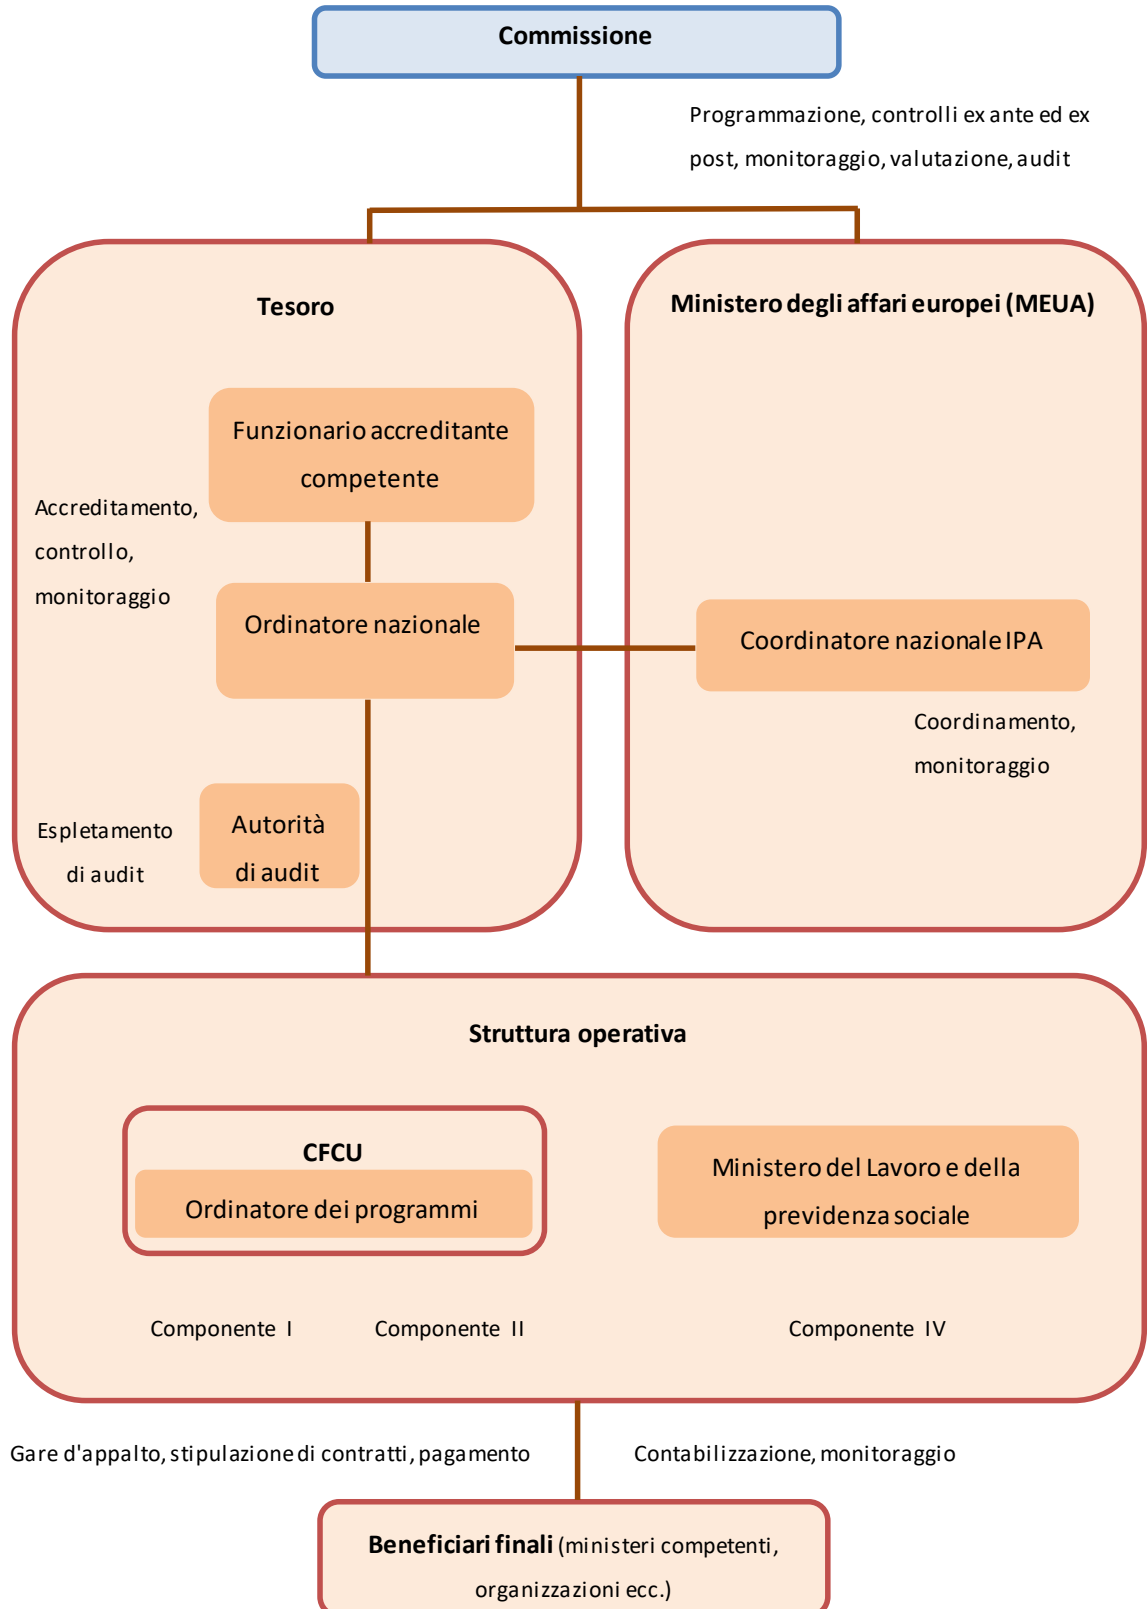 Commissione
Programmazione, controlli ex ante ed ex
post, monitoraggio, valutazione, audit
Tesoro
Ministero degli affari europei (MEUA)
Funzionario accreditante
competente
Accreditamento,
controllo,
monitoraggio
Ordinatore nazionale
Coordinatore nazionale IPA
Coordinamento,
monitoraggio
Autorità
di audit
Espletamento
di audit
Struttura operativa
CFCU
Ordinatore dei programmi
Ministero del Lavoro e della
previdenza sociale
Componente I
Componente II
Componente IV
Gare d'appalto, stipulazione di contratti, pagamento
Contabilizzazione, monitoraggio
Beneficiari finali (ministeri competenti,
organizzazioni ecc.)